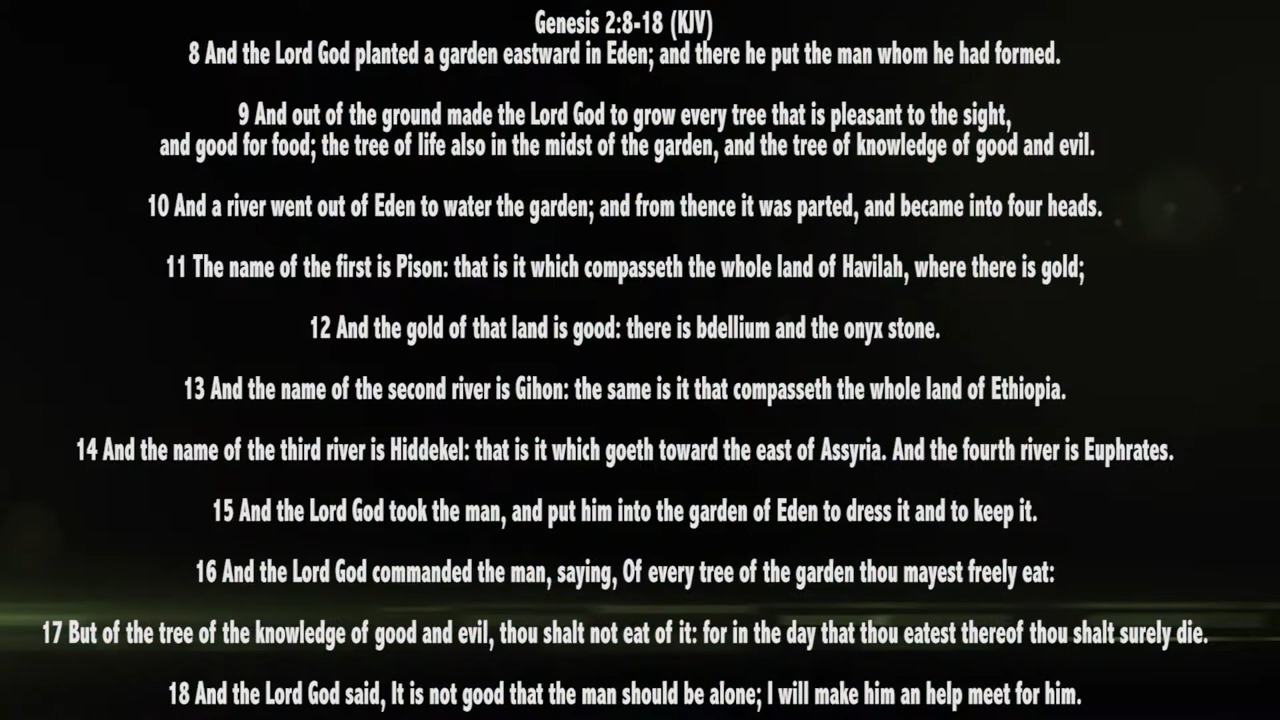 Genesis 2:8-18 (KJV)
8 And the Lord God planted a garden eastward in Eden; and there he put the man whom he had formed.
9 And out of the ground made the Lord God to grow every tree that is pleasant to the sight,
and good for food; the tree of life also in the midst of the garden, and the tree of knowledge of good and evil.
10 And a river went out of Eden to water the garden; and from thence it was parted, and became into four heads.
11 The name of the first is Pison: that is it which compasseth the whole land of Havilah, where there is gold;
12 And the gold of that land is good: there is bdellium and the onyx stone.
13 And the name of the second river is Gihon: the same is it that compasseth the whole land of Ethiopia.
14 And the name of the third river is Hiddekel: that is it which goeth toward the east of Assyria. And the fourth river is Euphrates.
15 And the Lord God took the man, and put him into the garden of Eden to dress it and to keep it.
16 And the Lord God commanded the man, saying, Of every tree of the garden thou mayest freely eat:
17 But of the tree of the knowledge of good and evil, thou shalt not eat of it: for in the day that thou eatest thereof thou shalt surely die.
18 And the Lord God said, It is not good that the man should be alone; I will make him an help meet for him.